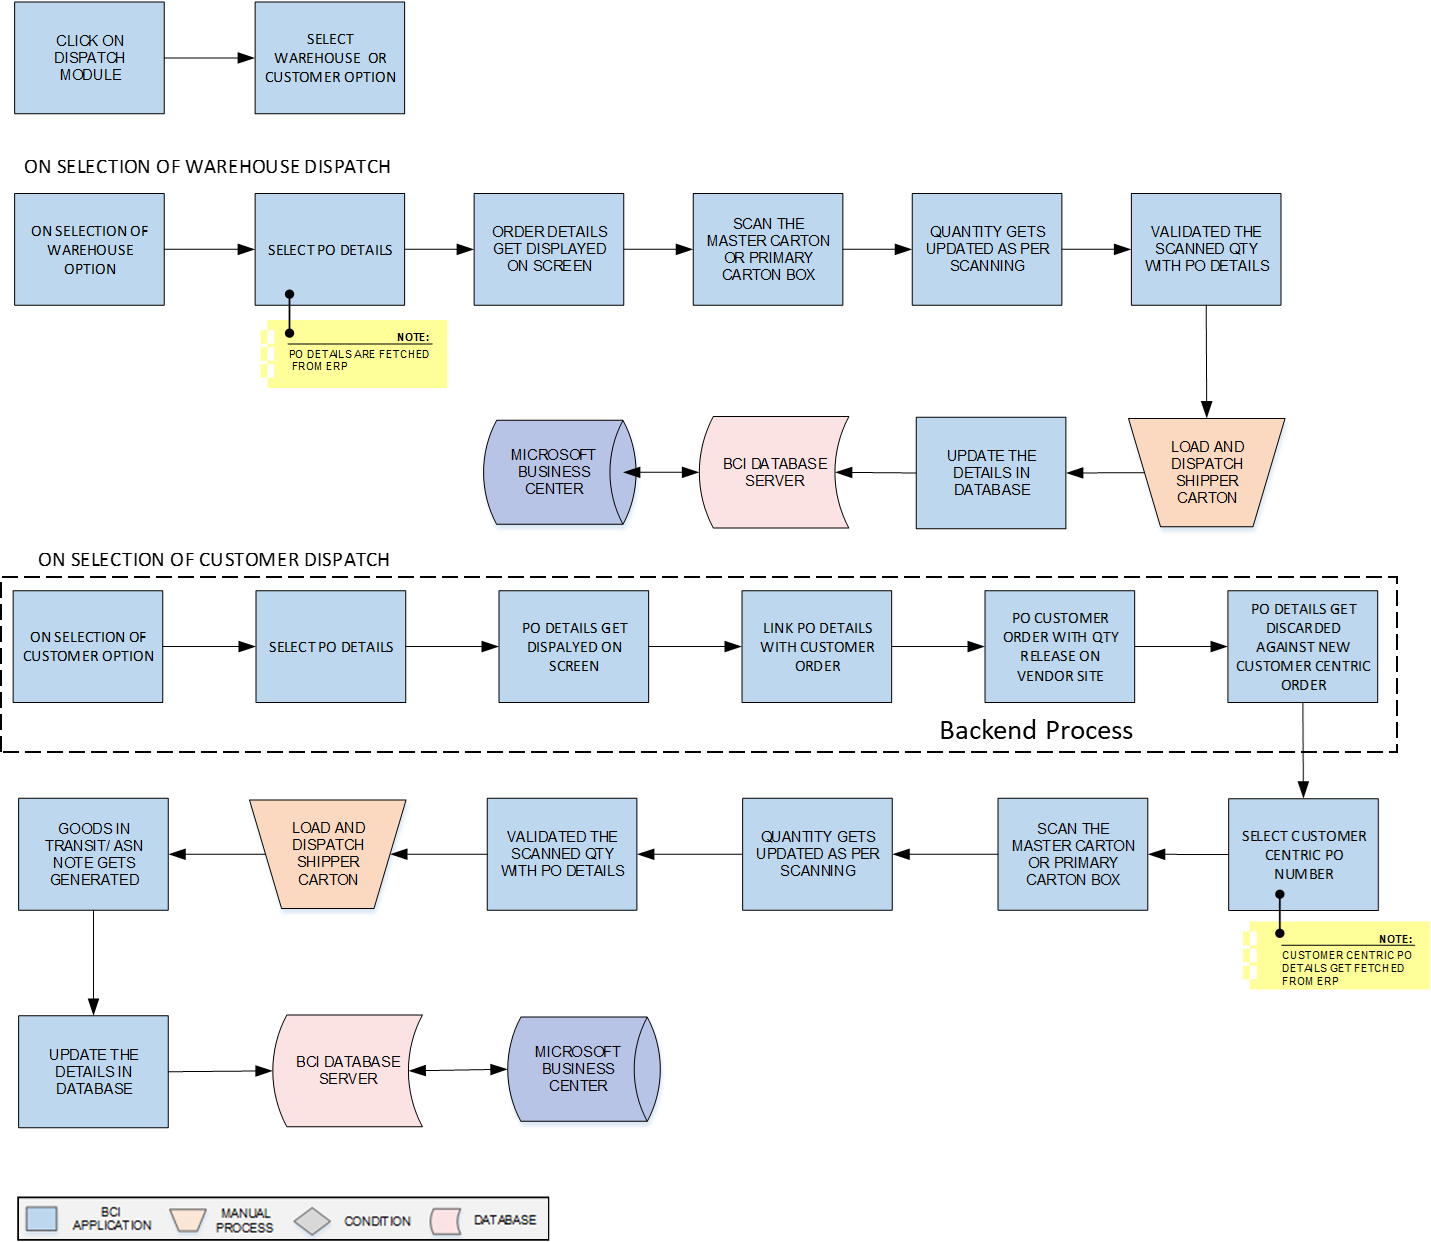 CLICK ON
DISPATCH
MODULE
SELECT
WAREHOUSE OR
CUSTOMER OPTION
ON SELECTION OF WAREHOUSE DISPATCH
ON SELECTION OF
WAREHOUSE
OPTION
SELECT PO DETAILS
ORDER DETAILS
GET DISPLAYED
ON SCREEN
SCAN THE
MASTER CARTON
OR PRIMARY
CARTON BOX
QUANTITY GETS
UPDATED AS PER
SCANNING
VALIDATED THE
SCANNED QTY
WITH PO DETAILS
NOTE:
PO DETAILS ARE FETCHED
FROM ERP
MICROSOFT
BUSINESS
CENTER
BCI DATABASE
SERVER
UPDATE THE
DETAILS IN
DATABASE
LOAD AND
DISPATCH
SHIPPER
CARTON
ON SELECTION OF CUSTOMER DISPATCH
ON SELECTION OF
CUSTOMER OPTION
SELECT PO DETAILS
PO DETAILS GET
DISPALYED ON
SCREEN
LINK PO DETAILS
WITH CUSTOMER
ORDER
PO CUSTOMER
ORDER WITH QTY
RELEASE ON
VENDOR SITE
PO DETAILS GET
DISCARDED
AGAINST NEW
CUSTOMER CENTRIC
ORDER
Backend Process
GOODS IN
TRANSIT/ ASN
NOTE GETS
GENERATED
LOAD AND
DISPATCH
SHIPPER
CARTON
VALIDATED THE
SCANNED QTY
WITH PO DETAILS
QUANTITY GETS
UPDATED AS PER
SCANNING
SCAN THE
MASTER CARTON
OR PRIMARY
CARTON BOX
SELECT CUSTOMER
CENTRIC PO
NUMBER
NOTE:
CUSTOMER CENTRIC PO
DETAILS GET FETCHED
FROM ERP
UPDATE THE
DETAILS IN
DATABASE
BCI DATABASE
SERVER
MICROSOFT
BUSINESS
CENTER
BCI
APPLICATION
MANUAL
PROCESS
CONDITION
DATABASE